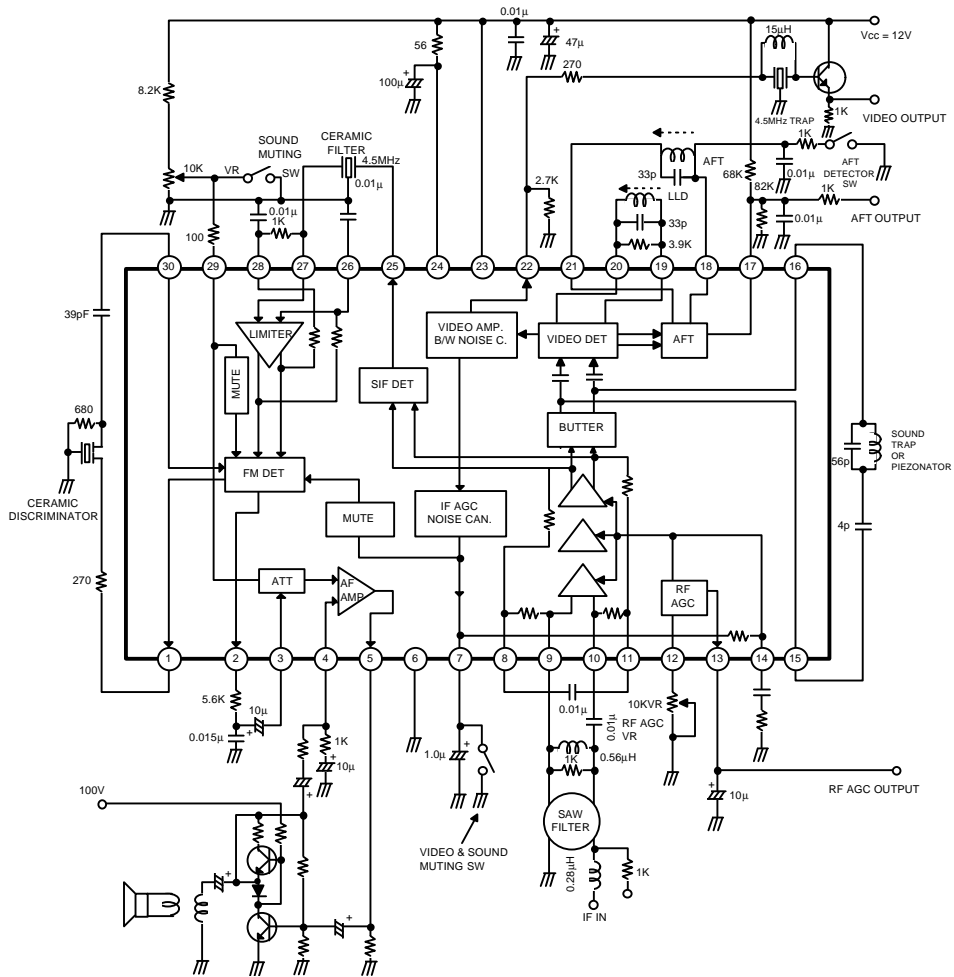 0.01µ
15µH
Vcc = 12V
56
47µ
270
8.2K
100µ
4.5MHz TRAP
1K
VIDEO OUTPUT
SOUND
MUTING
CERAMIC
FILTER
4.5MHz
1K
10K
VR
SW
0.01µ
AFT
33p
68K
0.01µ
AFT
DETECTOR
SW
2.7K
LLD
82K
1K
0.01µ
1K
33p
0.01µ
AFT OUTPUT
100
3.9K
30
29
28
27
26
25
24
23
22
21
20
19
18
17
16
39pF
LIMITER
VIDEO AMP.
B/W NOISE C.
VIDEO DET
AFT
MUTE
SIF DET
680
BUTTER
SOUND
TRAP
OR
PIEZONATOR
56p
FM DET
CERAMIC
DISCRIMINATOR
MUTE
IF AGC
NOISE CAN.
4p
270
ATT
AF
AMP
RF
AGC
1
2
3
4
5
6
7
8
9
10
11
12
13
14
15
5.6K
10µ
0.015µ
1K
10µ
1.0µ
0.01µ
0.01µ
10KVR
RF AGC
VR
0.56µH
1K
RF AGC OUTPUT
10µ
100V
VIDEO & SOUND
MUTING SW
SAW
FILTER
0.28µH
1K
IF IN